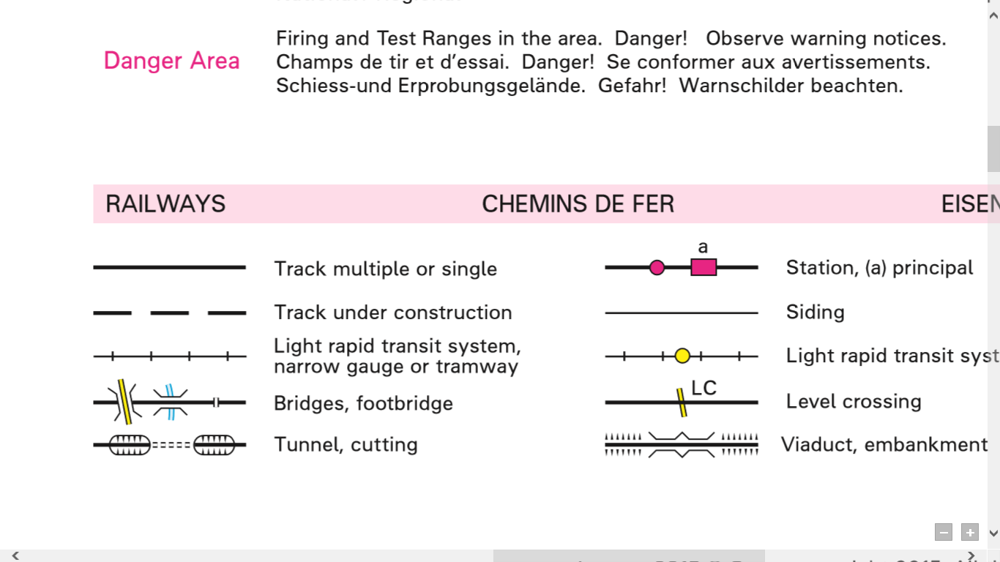 Danger Area
Firing and Test Ranges in the area. Danger! Observe warning notices.
Champs de tir et d'essai. Danger! Se conformer aux avertissements.
Schiess-und Erprobungsgelände. Gefahr! Warnschilder beachten.
RAILWAYS CHEMINS DE FER
Track multiple or single
a
Station, (a) principal
Track under construction
Siding
Light rapid transit system,
narrow gauge or tramway
Light rapid transit
Bridges, footbridge
LC
Level crossing
Tunnel, cutting
Viaduct, embankment